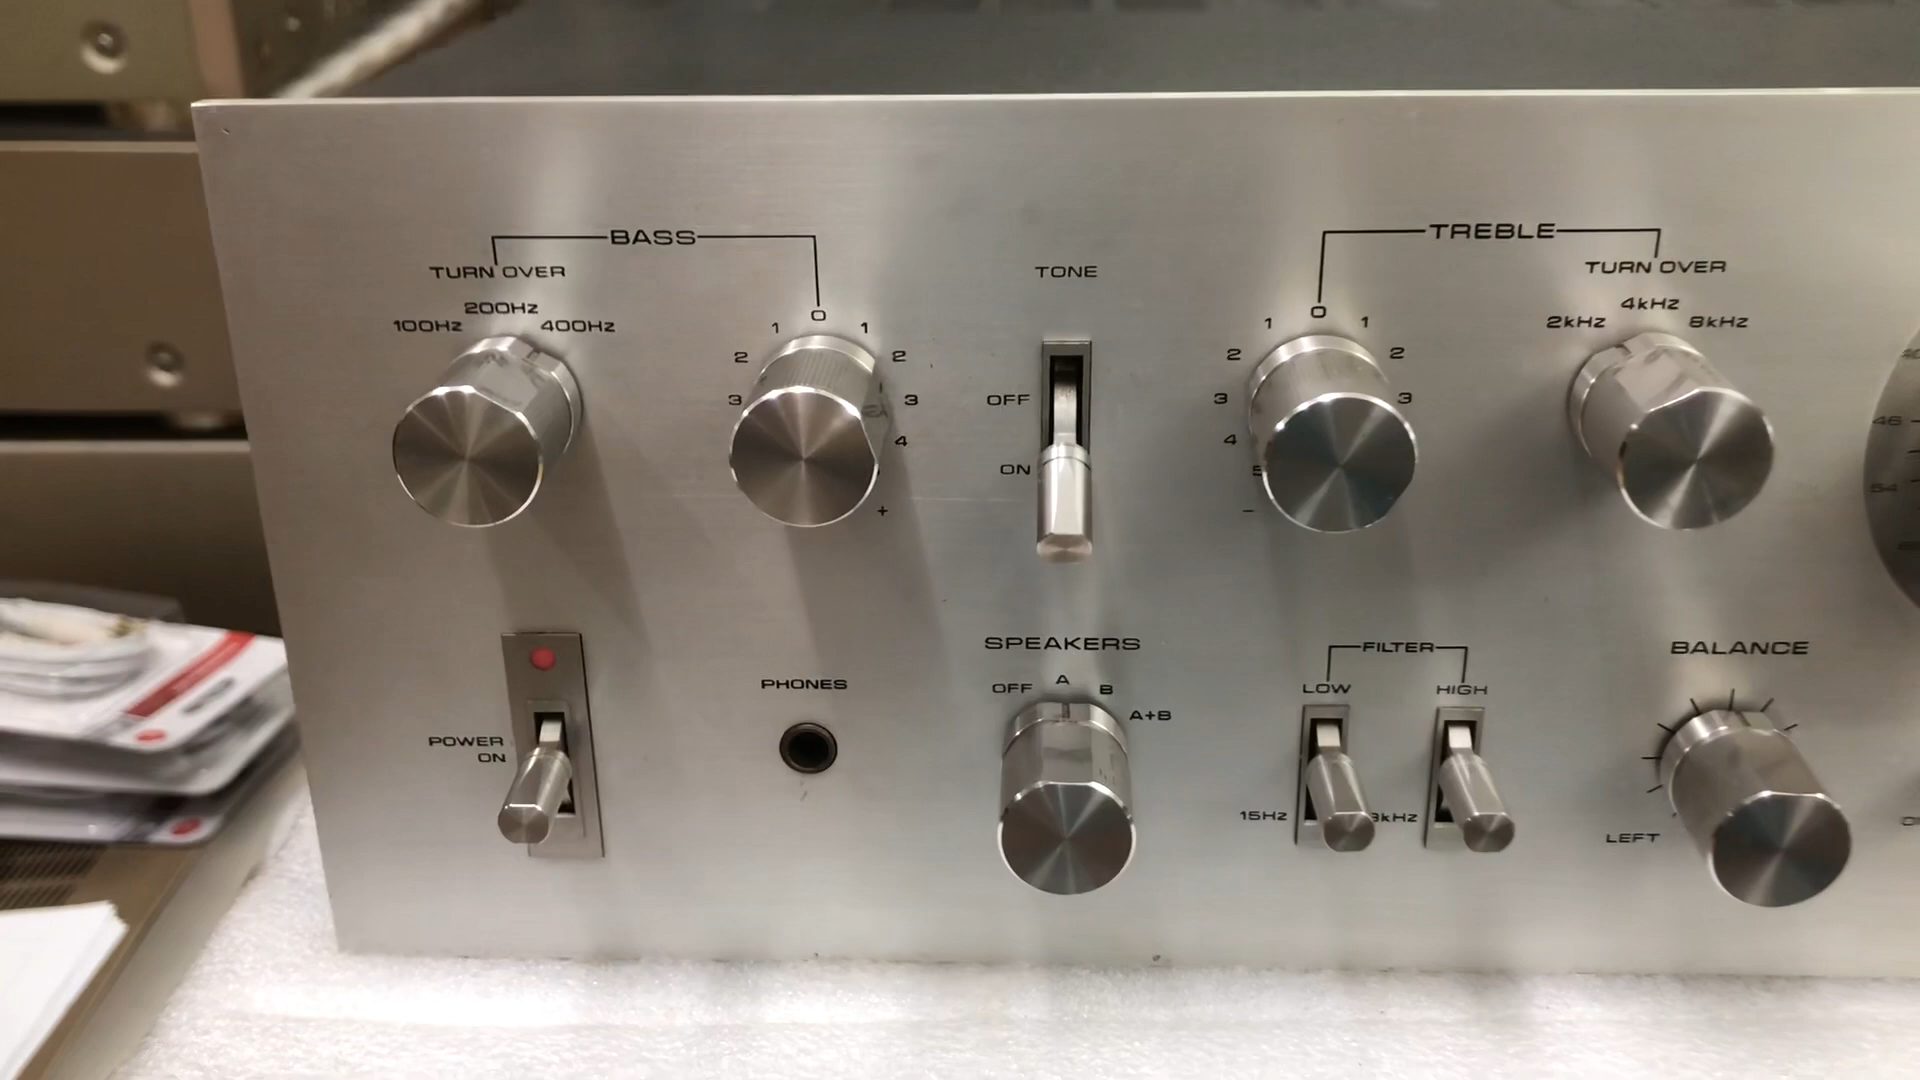 BASS
TREBLE
TURN OVER
TONE
TURN OVER
100Hz 200Hz 400Hz
2 1 0 1 2
3 3
4
+
OFF
ON
2 1 0 1 2
3 3
4
-
2kHz 4kHz 8kHz
46
54
SPEAKERS
FILTER
BALANCE
PHONES
OFF A B A+B
LOW HIGH
POWER
ON
15Hz
LEFT